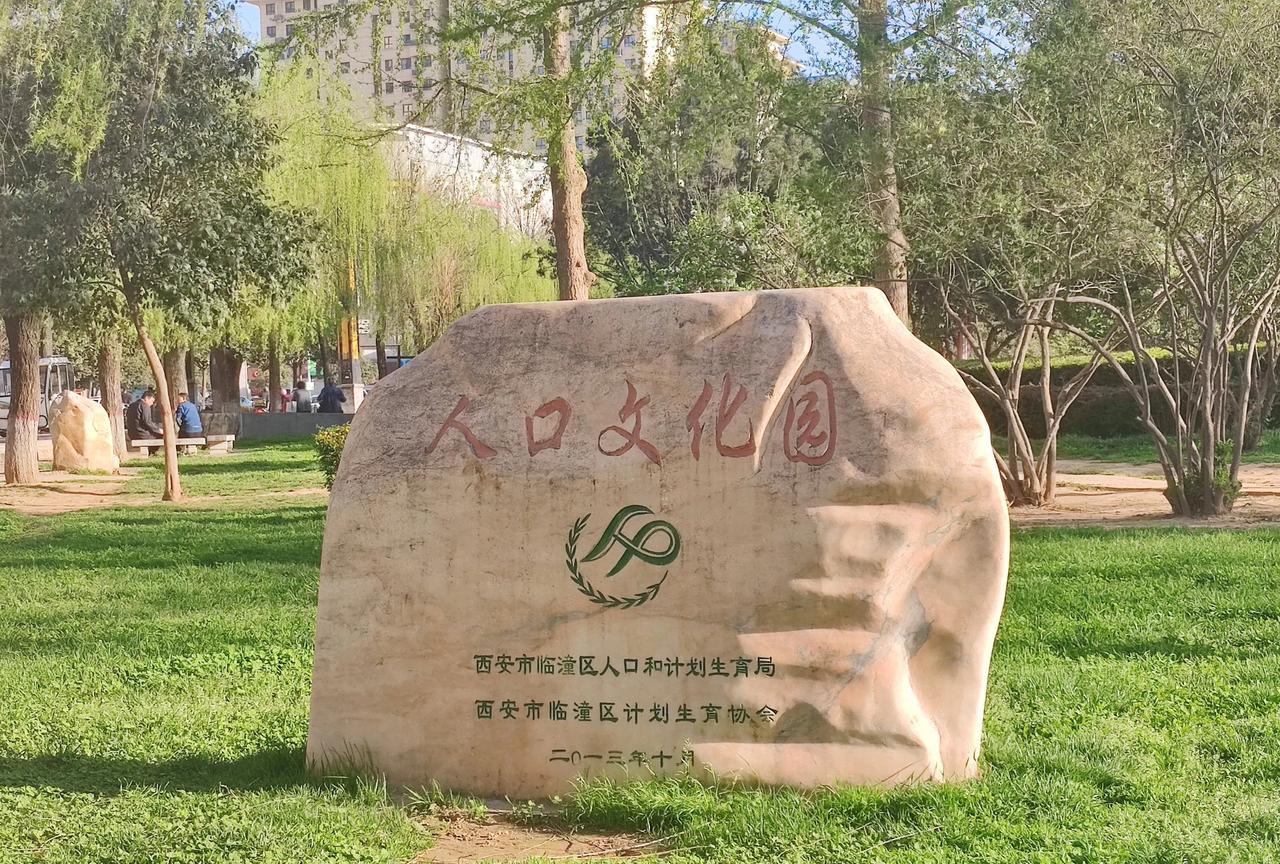 人口文化园
西安市临潼区人口和计划生育局
西安市临潼区计划生育协会
二〇一三年十月